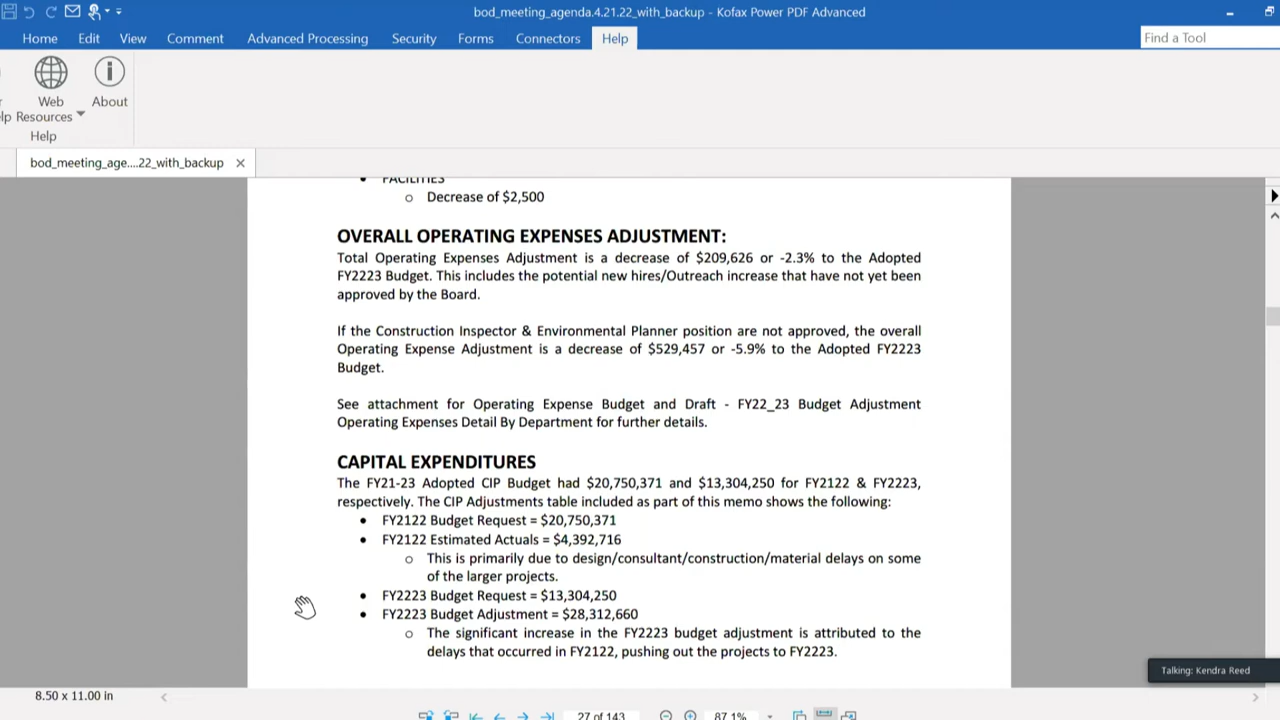 bod_meeting_agenda.4.21.22_with_backup - Kofax Power PDF Advanced
Home Edit View Comment Advanced Processing Security Forms Connectors Help
Find a Tool
Web About
lp Resources
Help
bod_meeting_age....22_with_backup
• FACILITIES
o Decrease of $2,500
OVERALL OPERATING EXPENSES ADJUSTMENT:
Total Operating Expenses Adjustment is a decrease of $209,626 or -2.3% to the Adopted
FY2223 Budget. This includes the potential new hires/Outreach increase that have not yet been
approved by the Board.
If the Construction Inspector & Environmental Planner position are not approved, the overall
Operating Expense Adjustment is a decrease of $529,457 or -5.9% to the Adopted FY2223
Budget.
See attachment for Operating Expense Budget and Draft - FY22_23 Budget Adjustment
Operating Expenses Detail By Department for further details.
CAPITAL EXPENDITURES
The FY21-23 Adopted CIP Budget had $20,750,371 and $13,304,250 for FY2122 & FY2223,
respectively. The CIP Adjustments table included as part of this memo shows the following:
• FY2122 Budget Request = $20,750,371
• FY2122 Estimated Actuals = $4,392,716
o This is primarily due to design/consultant/construction/material delays on some
of the larger projects.
• FY2223 Budget Request = $13,304,250
• FY2223 Budget Adjustment = $28,312,660
o The significant increase in the FY2223 budget adjustment is attributed to the
delays that occurred in FY2122, pushing out the projects to FY2223.
Talking: Kendra Reed
8.50 x 11.00 in
27 of 143
87.1%